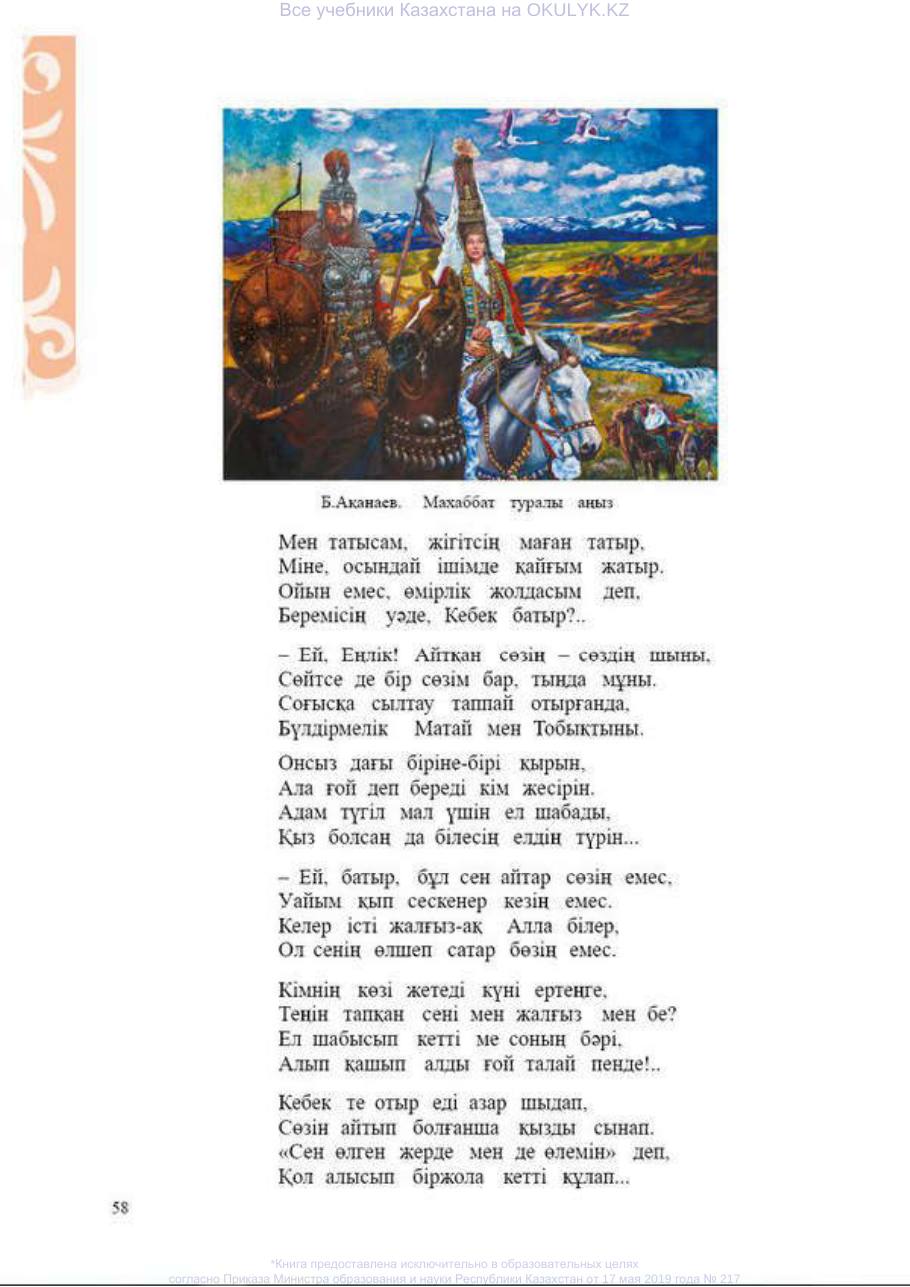 Все учебники Казахстана на OKULYK.KZ
Б.Ақанаев. Махаббат туралы аңыз
Мен татысам, жігітсің маған татыр,
Міне, осындай ішімде қайғым жатыр.
Ойын емес, өмірлік жолдасым деп,
Беремісің уәде, Кебек батыр?..
– Ей, Еңлік! Айтқан сөзің – сөздің шыны,
Сөйтсе де бір сөзім бар, тыңда мұны.
Соғысқа сылтау таппай отырғанда,
Бүлдірмелік Матай мен Тобықтыны.
Онсыз дағы біріне-бірі қырын,
Ала ғой деп береді кім жесірін.
Адам түгіл мал үшін ел шабады,
Қыз болсаң да білесің елдің түрін...
– Ей, батыр, бұл сен айтар сөзің емес,
Уайым қып сескенер кезің емес.
Келер істі жалғыз-ақ Алла білер,
Ол сенің өлшеп сатар бөзің емес.
Кімнің көзі жетеді күні ертеңге,
Теңін тапқан сені мен жалғыз мен бе?
Ел шабысып кетті ме соның бәрі,
Алып қашып алды ғой талай пенде!..
Кебек те отыр еді азар шыдап,
Сөзін айтып болғанша қызды сынап.
«Сен өлген жерде мен де өлемін» деп,
Қол алысып біржола кетті құлап...
58
*Книга предоставлена исключительно в образовательных целях
согласно Приказа Министра образования и науки Республики Казахстан от 17 мая 2019 года № 217